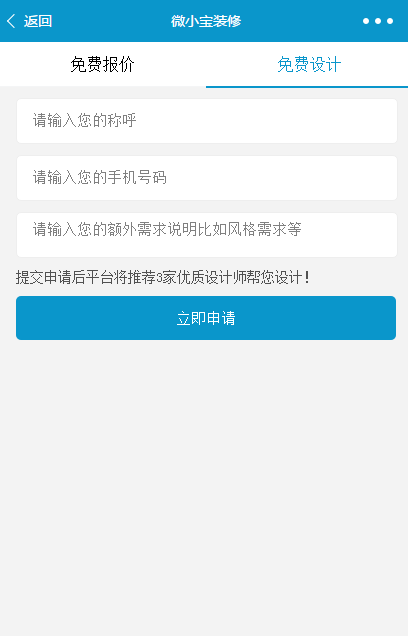 返回 微小宝装修
免费报价 免费设计
请输入您的称呼
请输入您的手机号码
请输入您的额外需求说明比如风格需求等
提交申请后平台将推荐3家优质设计师帮您设计!
立即申请